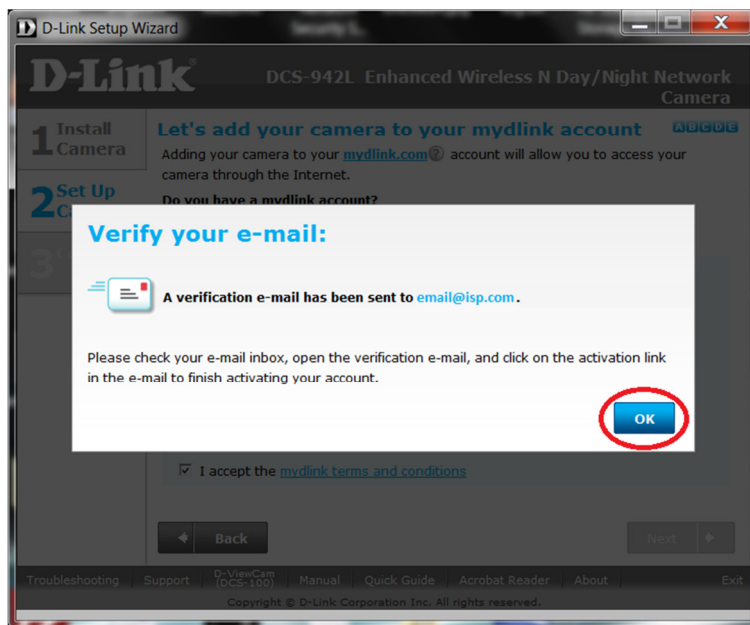 D-Link Setup Wizard
D-Link
DCS-942L Enhanced Wireless N Day/Night Network
Camera
1 Install
Camera
2 Set Up
3
Let's add your camera to your mydlink account
A B C D E
Adding your camera to your mydlink.com ? account will allow you to access your
camera through the Internet.
Do you have a mydlink account?
Verify your e-mail:
A verification e-mail has been sent to email@isp.com.
Please check your e-mail inbox, open the verification e-mail, and click on the activation link
in the e-mail to finish activating your account.
OK
I accept the mydlink terms and conditions
Back
Next
Troubleshooting
Support
D-ViewCam
(DCS-100)
Manual
Quick Guide
Acrobat Reader
About
Exit
Copyright © D-Link Corporation Inc. All rights reserved.